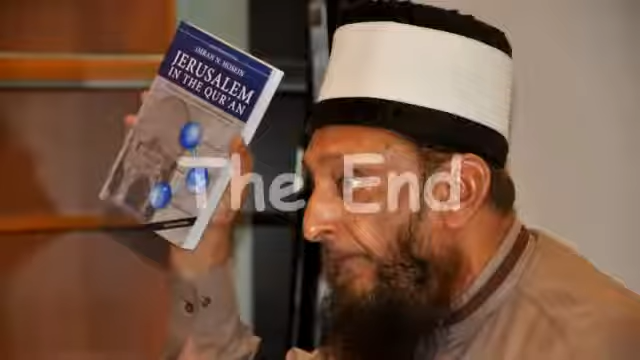 IMRAN N. HOSEIN
JERUSALEM
IN THE QUR'AN
The End